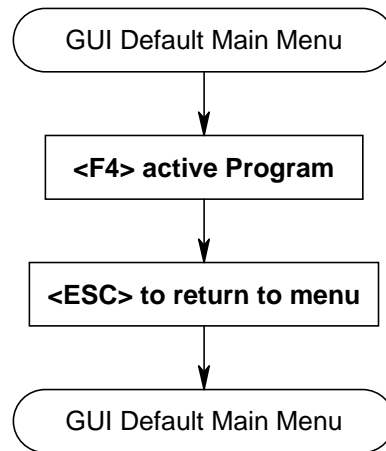 GUI Default Main Menu
<F4> active Program
<ESC> to return to menu
GUI Default Main Menu